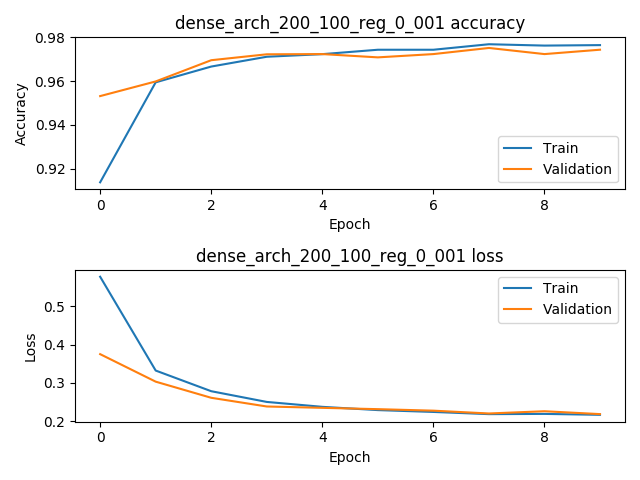 dense_arch_200_100_reg_0_001 accuracy
0.98
0.96
0.94
0.92
Accuracy
Train
Validation
0 2 4 6 8
Epoch
dense_arch_200_100_reg_0_001 loss
0.5
0.4
0.3
0.2
Loss
Train
Validation
0 2 4 6 8
Epoch